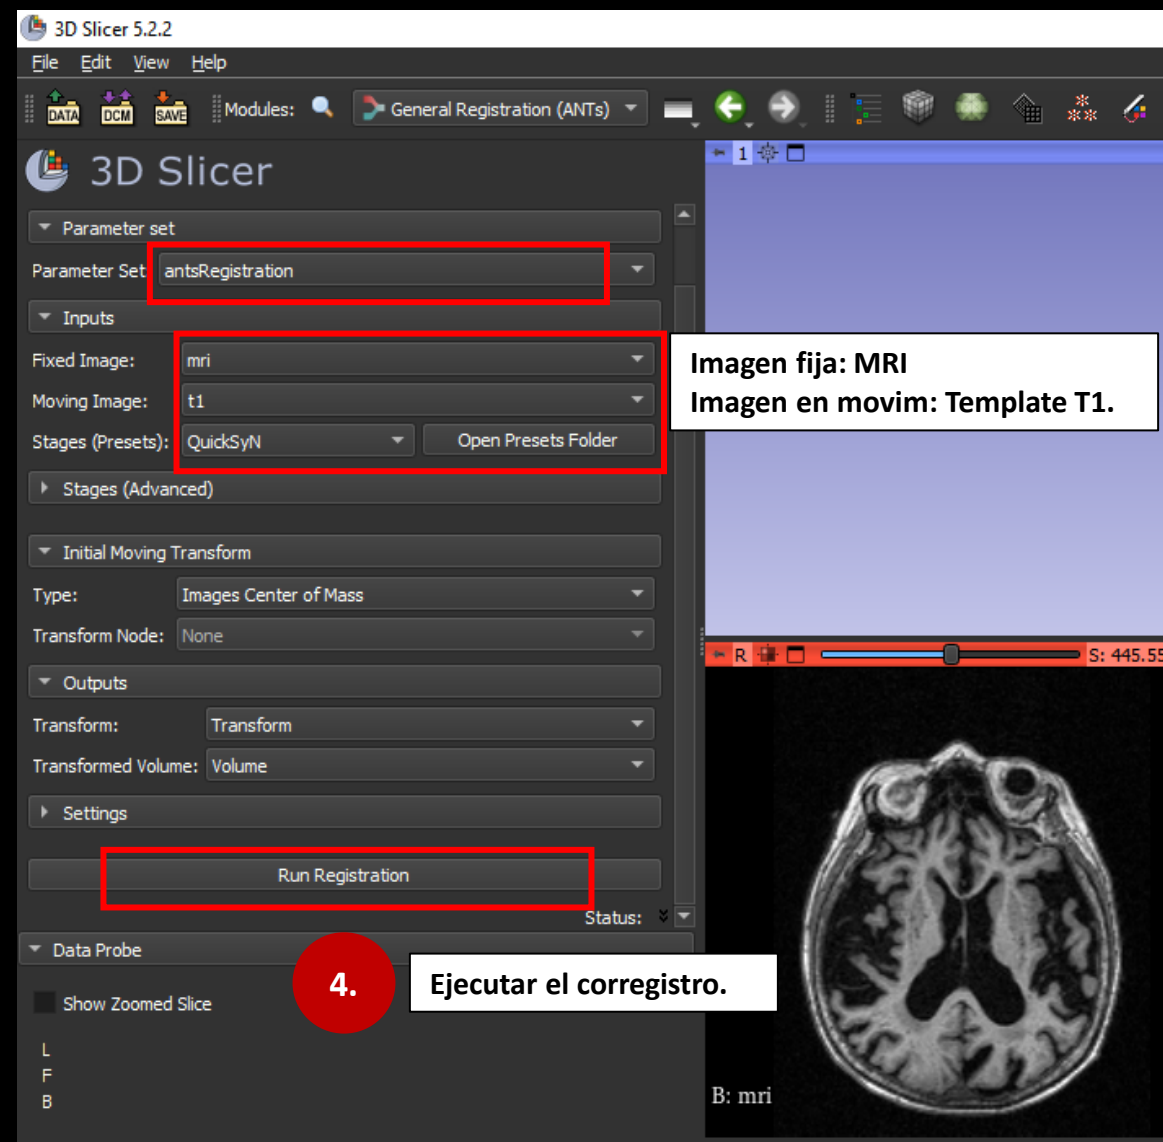 3D Slicer 5.2.2
File Edit View Help
DATA DCM SAVE Modules: General Registration (ANTs)
3D Slicer
1
Parameter set
Parameter Set antsRegistration
Inputs
Fixed Image: mri
Moving Image: t1
Stages (Presets): QuickSyN Open Presets Folder
Imagen fija: MRI
Imagen en movim: Template T1.
Stages (Advanced)
Initial Moving Transform
Type: Images Center of Mass
Transform Node: None
R S: 445.55
Outputs
Transform: Transform
Transformed Volume: Volume
Settings
Run Registration
Status:
Data Probe
4. Ejecutar el corregistro.
Show Zoomed Slice
L
F
B
B: mri